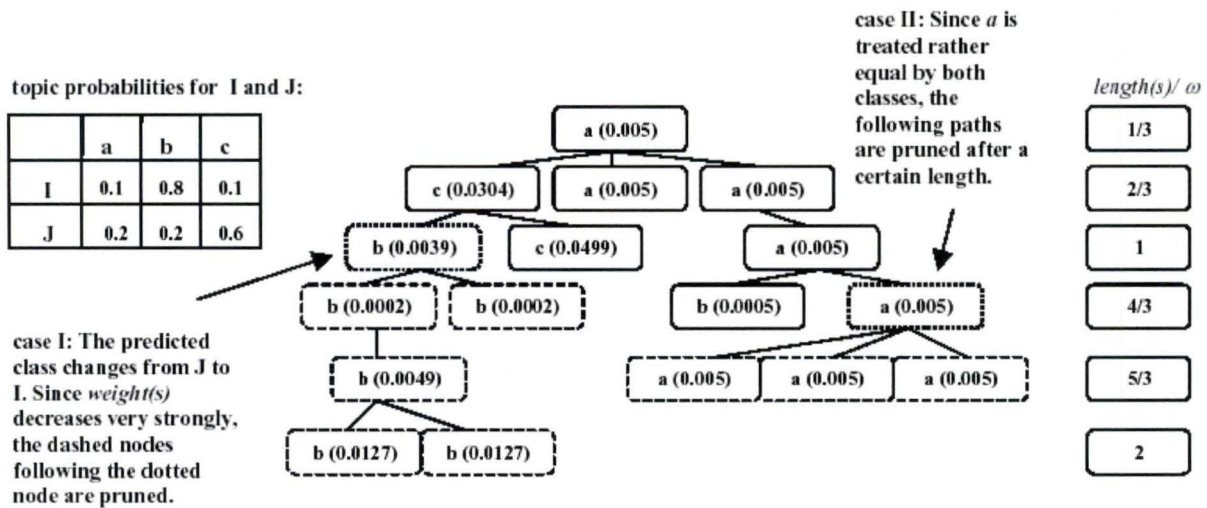 case II: Since a is
treated rather
equal by both
classes, the
following paths
are pruned after a
certain length.
topic probabilities for I and J:
a b c
I 0.1 0.8 0.1
J 0.2 0.2 0.6
length(s)/ ω
a (0.005) 1/3
c (0.0304) a (0.005) a (0.005) 2/3
b (0.0039) c (0.0499) a (0.005) 1
b (0.0002) b (0.0002) b (0.0005) a (0.005) 4/3
b (0.0049) a (0.005) a (0.005) a (0.005) 5/3
b (0.0127) b (0.0127) 2
case I: The predicted
class changes from J to
I. Since weight(s)
decreases very strongly,
the dashed nodes
following the dotted
node are pruned.